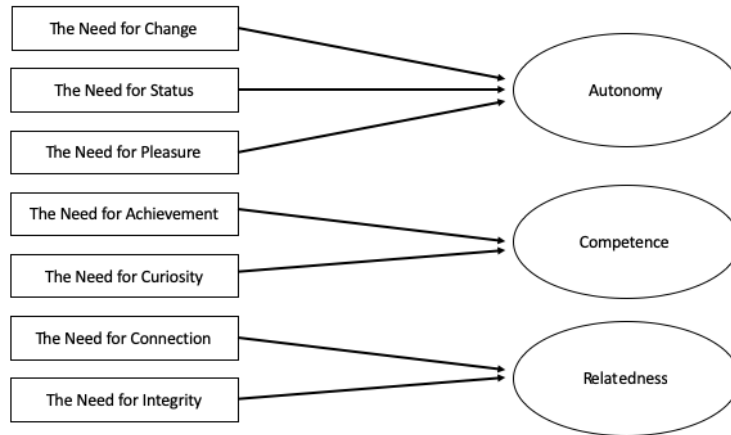 The Need for Change
The Need for Status
Autonomy
The Need for Pleasure
The Need for Achievement
Competence
The Need for Curiosity
The Need for Connection
Relatedness
The Need for Integrity